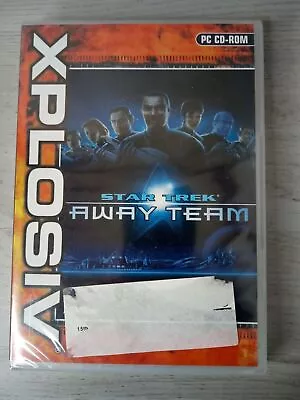 PC CD-ROM
XPLOSIV
STAR TREK
AWAY TEAM